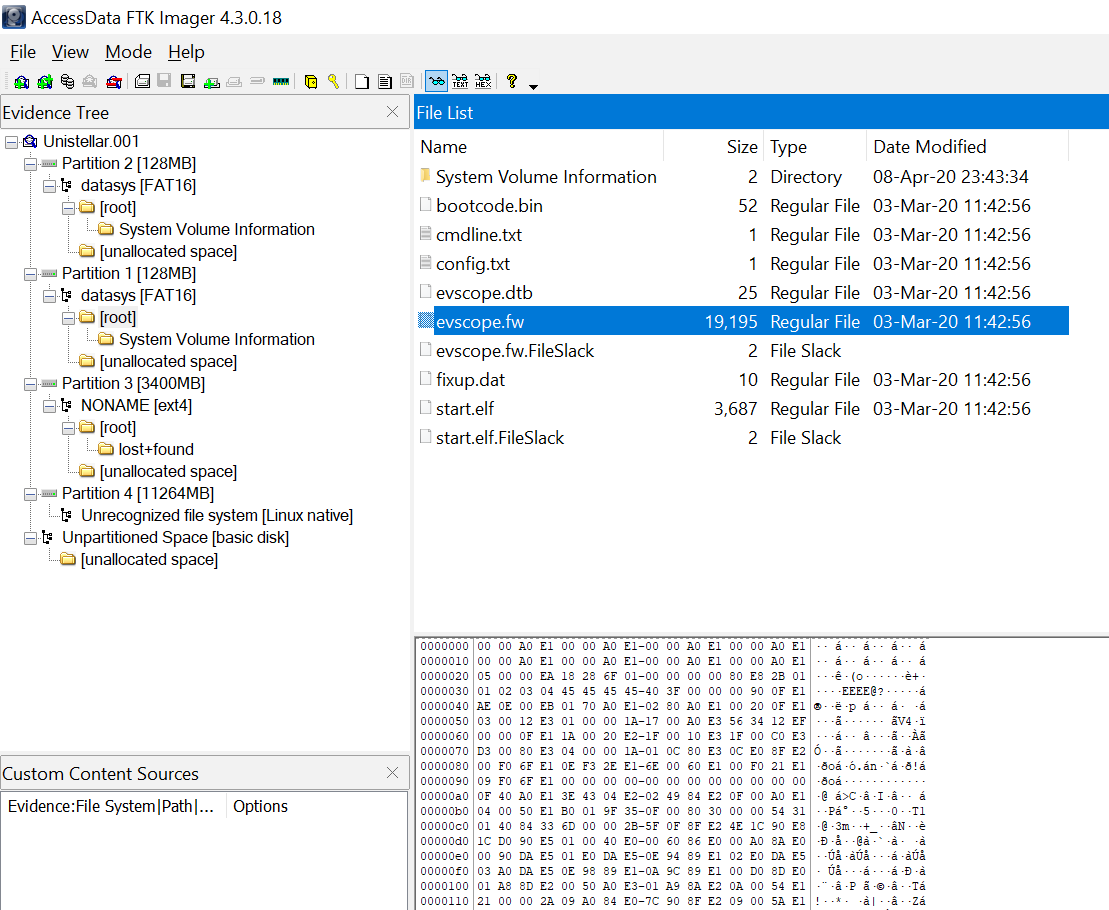 AccessData FTK Imager 4.3.0.18
File View Mode Help
Evidence Tree
Unistellar.001
Partition 2 [128MB]
datasys [FAT16]
[root]
System Volume Information
[unallocated space]
Partition 1 [128MB]
datasys [FAT16]
[root]
System Volume Information
[unallocated space]
Partition 3 [3400MB]
NONAME [ext4]
[root]
lost+found
[unallocated space]
Partition 4 [11264MB]
Unrecognized file system [Linux native]
Unpartitioned Space [basic disk]
[unallocated space]
Custom Content Sources
Evidence:File System|Path|... Options
File List
Name Size Type Date Modified
System Volume Information 2 Directory 08-Apr-20 23:43:34
bootcode.bin 52 Regular File 03-Mar-20 11:42:56
cmdline.txt 1 Regular File 03-Mar-20 11:42:56
config.txt 1 Regular File 03-Mar-20 11:42:56
evscope.dtb 25 Regular File 03-Mar-20 11:42:56
evscope.fw 19,195 Regular File 03-Mar-20 11:42:56
evscope.fw.FileSlack 2 File Slack
fixup.dat 10 Regular File 03-Mar-20 11:42:56
start.elf 3,687 Regular File 03-Mar-20 11:42:56
start.elf.FileSlack 2 File Slack
0000000 00 00 A0 E1 00 00 A0 E1-00 00 A0 E1 00 00 A0 E1
0000010 00 00 A0 E1 00 00 A0 E1-00 00 A0 E1 00 00 A0 E1
0000020 05 00 00 EA 18 28 6F 01-00 00 00 00 80 E8 2B 01
0000030 01 02 03 04 45 45 45 45-40 3F 00 00 00 90 0F E1
0000040 AE 0E 00 EB 01 70 A0 E1-02 80 A0 E1 00 20 0F E1
0000050 03 00 12 E3 01 00 00 1A-17 00 A0 E3 56 34 12 EF
0000060 00 00 0F E1 1A 00 20 E2-1F 00 10 E3 1F 00 C0 E3
0000070 D3 00 80 E3 04 00 00 1A-01 0C 80 E3 0C E0 8F E2
0000080 00 F0 6F E1 0E F3 2E E1-6E 00 60 E1 00 F0 21 E1
0000090 09 F0 6F E1 00 00 00 00-00 00 00 00 00 00 00 00
00000a0 0F 40 A0 E1 3E 43 04 E2-02 49 84 E2 0F 00 A0 E1
00000b0 04 00 50 E1 B0 01 9F 35-0F 00 80 30 00 00 54 31
00000c0 01 40 84 33 6D 00 00 2B-5F 0F 8F E2 4E 1C 90 E8
00000d0 1C D0 90 E5 01 00 40 E0-00 60 86 E0 00 A0 8A E0
00000e0 00 90 DA E5 01 E0 DA E5-0E 94 89 E1 02 E0 DA E5
00000f0 03 A0 DA E5 0E 98 89 E1-0A 9C 89 E1 00 D0 8D E0
0000100 01 A8 8D E2 00 50 A0 E3-01 A9 8A E2 0A 00 54 E1
0000110 21 00 00 2A 09 A0 84 E0-7C 90 8F E2 09 00 5A E1